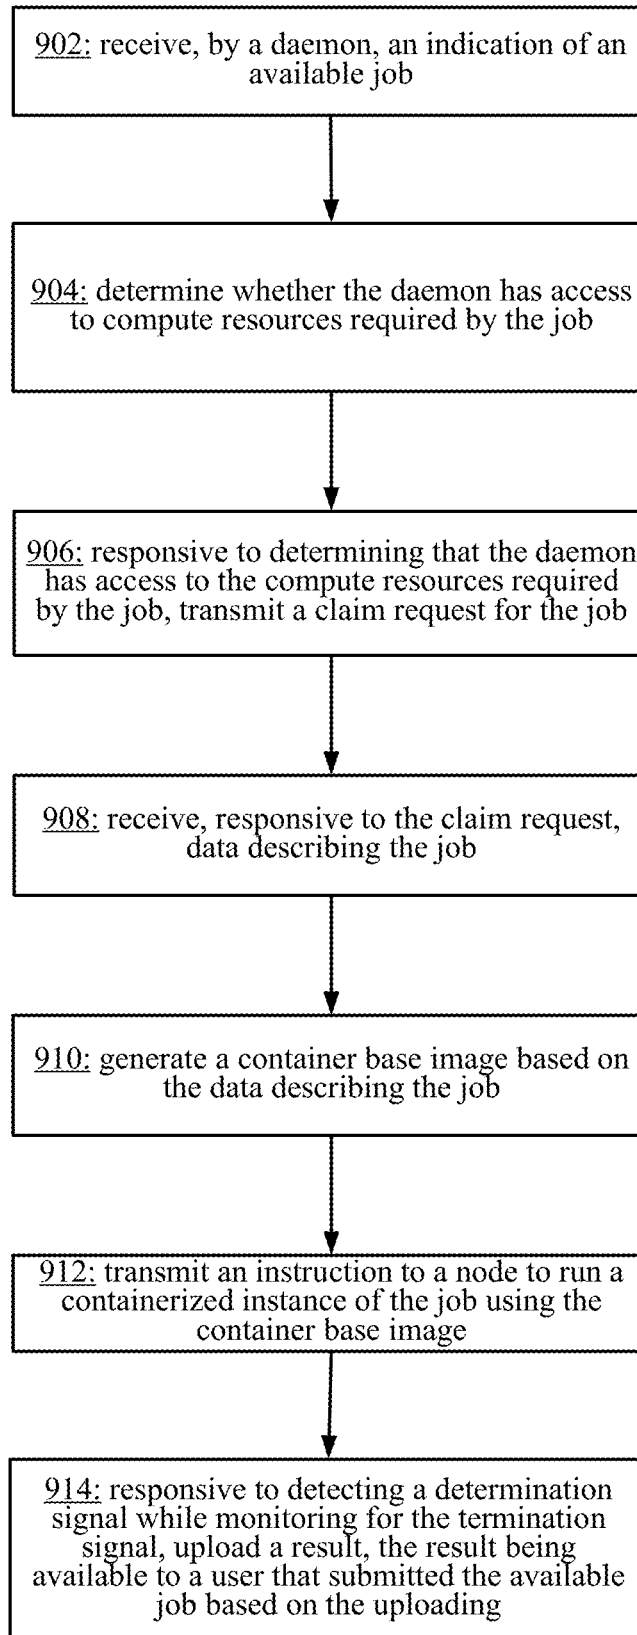 902: receive, by a daemon, an indication of an
available job
904: determine whether the daemon has access
to compute resources required by the job
906: responsive to determining that the daemon
has access to the compute resources required
by the job, transmit a claim request for the job
908: receive, responsive to the claim request,
data describing the job
910: generate a container base image based on
the data describing the job
912: transmit an instruction to a node to run a
containerized instance of the job using the
container base image
914: responsive to detecting a determination
signal while monitoring for the termination
signal, upload a result, the result being
available to a user that submitted the available
job based on the uploading